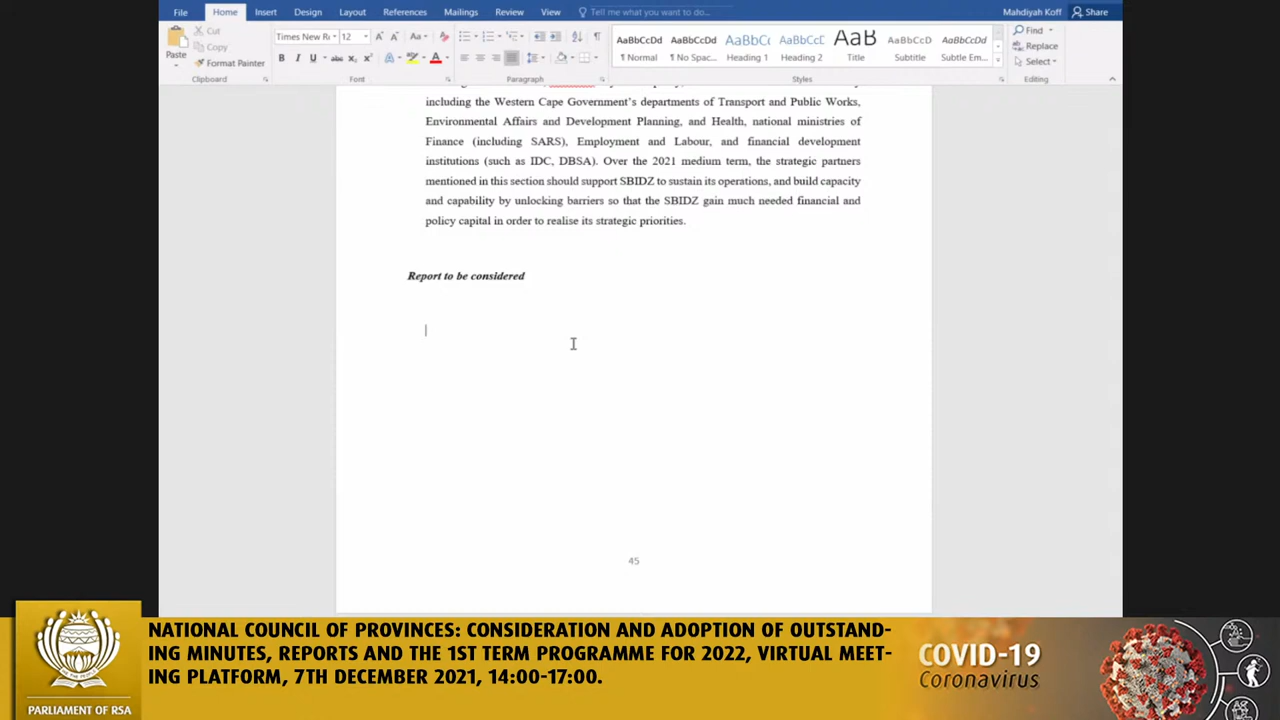 File Home Insert Design Layout References Mailings Review View Tell me what you want to do... Mahdiyah Koff Share
Cut
Copy
Format Painter
Paste
Times New R 12
Find
Replace
Select
AaBbCcDd AaBbCcDd AaBbCc AaBbCcD AaB AaBbCcD AaBbCcDd
¶ Normal ¶ No Spac... Heading 1 Heading 2 Title Subtitle Subtle Em...
Clipboard Font Paragraph Styles Editing
including the Western Cape Government's departments of Transport and Public Works,
Environmental Affairs and Development Planning, and Health, national ministries of
Finance (including SARS), Employment and Labour, and financial development
institutions (such as IDC, DBSA). Over the 2021 medium term, the strategic partners
mentioned in this section should support SBIDZ to sustain its operations, and build capacity
and capability by unlocking barriers so that the SBIDZ gain much needed financial and
policy capital in order to realise its strategic priorities.
Report to be considered
45
NATIONAL COUNCIL OF PROVINCES: CONSIDERATION AND ADOPTION OF OUTSTAND-
ING MINUTES, REPORTS AND THE 1ST TERM PROGRAMME FOR 2022, VIRTUAL MEET-
ING PLATFORM, 7TH DECEMBER 2021, 14:00-17:00.
PARLIAMENT OF RSA
COVID-19
Coronavirus